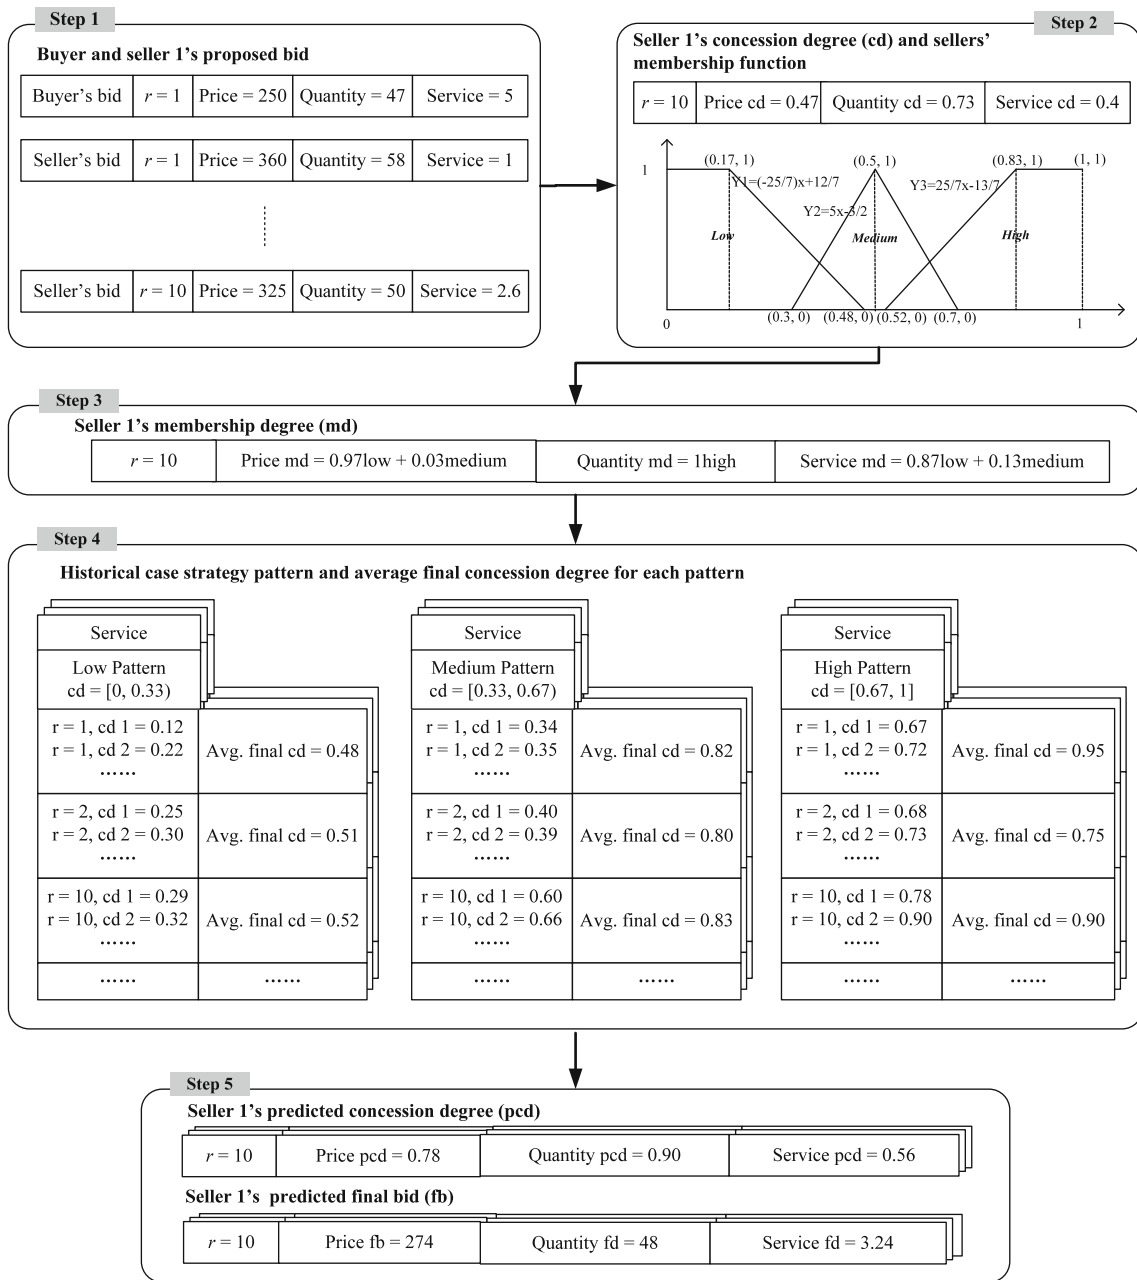 Step 1
Buyer and seller 1's proposed bid
Buyer's bid r = 1 Price = 250 Quantity = 47 Service = 5
Seller's bid r = 1 Price = 360 Quantity = 58 Service = 1
Seller's bid r = 10 Price = 325 Quantity = 50 Service = 2.6
Step 2
Seller 1's concession degree (cd) and sellers'
membership function
r = 10 Price cd = 0.47 Quantity cd = 0.73 Service cd = 0.4
(0.17, 1) (0.5, 1) (0.83, 1) (1, 1)
1
Y1=(-25/7)x+12/7 Y3=25/7x-13/7
Y2=5x-3/2
Low Medium High
(0.3, 0) (0.48, 0) (0.52, 0) (0.7, 0)
0 1
Step 3
Seller 1's membership degree (md)
r = 10 Price md = 0.97low + 0.03medium Quantity md = 1high Service md = 0.87low + 0.13medium
Step 4
Historical case strategy pattern and average final concession degree for each pattern
Service
Low Pattern
cd = [0, 0.33)
r = 1, cd 1 = 0.12
r = 1, cd 2 = 0.22
······
Avg. final cd = 0.48
r = 2, cd 1 = 0.25
r = 2, cd 2 = 0.30
······
Avg. final cd = 0.51
r = 10, cd 1 = 0.29
r = 10, cd 2 = 0.32
······
Avg. final cd = 0.52
······ ······
Service
Medium Pattern
cd = [0.33, 0.67)
r = 1, cd 1 = 0.34
r = 1, cd 2 = 0.35
······
Avg. final cd = 0.82
r = 2, cd 1 = 0.40
r = 2, cd 2 = 0.39
······
Avg. final cd = 0.80
r = 10, cd 1 = 0.60
r = 10, cd 2 = 0.66
······
Avg. final cd = 0.83
······ ······
Service
High Pattern
cd = [0.67, 1]
r = 1, cd 1 = 0.67
r = 1, cd 2 = 0.72
······
Avg. final cd = 0.95
r = 2, cd 1 = 0.68
r = 2, cd 2 = 0.73
······
Avg. final cd = 0.75
r = 10, cd 1 = 0.78
r = 10, cd 2 = 0.90
······
Avg. final cd = 0.90
······ ······
Step 5
Seller 1's predicted concession degree (pcd)
r = 10 Price pcd = 0.78 Quantity pcd = 0.90 Service pcd = 0.56
Seller 1's predicted final bid (fb)
r = 10 Price fb = 274 Quantity fd = 48 Service fd = 3.24